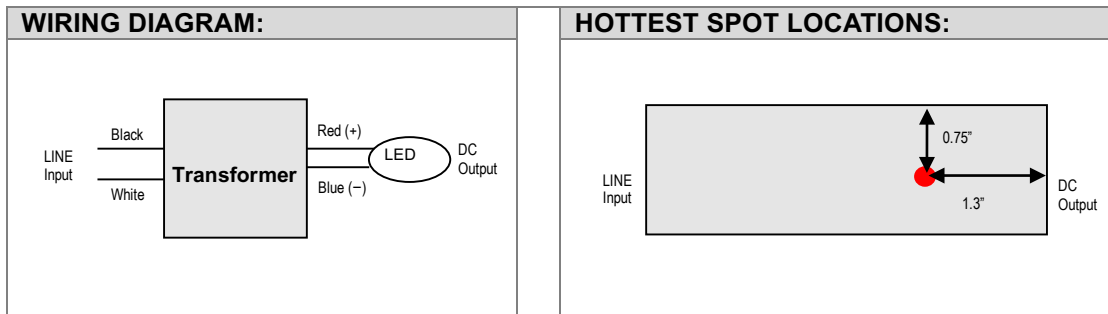 WIRING DIAGRAM:
LINE
Input
Black
White
Transformer
Red (+)
Blue (−)
LED
DC
Output
HOTTEST SPOT LOCATIONS:
LINE
Input
0.75"
1.3"
DC
Output